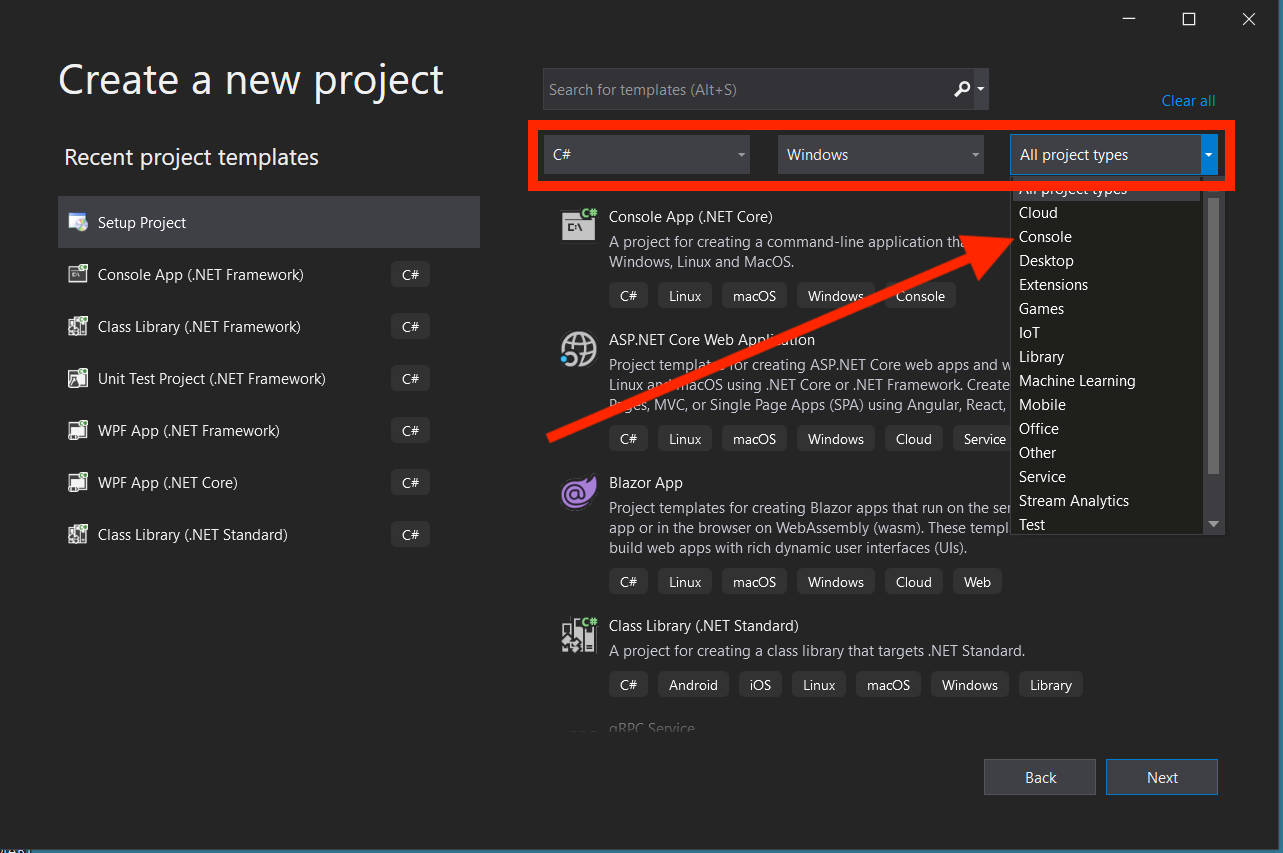 Create a new project
Search for templates (Alt+S)
Clear all
C#
Windows
All project types
Recent project templates
Setup Project
Console App (.NET Framework) C#
Class Library (.NET Framework) C#
Unit Test Project (.NET Framework) C#
WPF App (.NET Framework) C#
WPF App (.NET Core) C#
Class Library (.NET Standard) C#
Console App (.NET Core)
A project for creating a command-line application
Windows, Linux and MacOS.
C# Linux macOS Windows Console
ASP.NET Core Web Application
Project templates for creating ASP.NET Core web apps and
Linux and macOS using .NET Core or .NET Framework. Create
Pages, MVC, or Single Page Apps (SPA) using Angular, React,
C# Linux macOS Windows Cloud Service
Blazor App
Project templates for creating Blazor apps that run on the
app or in the browser on WebAssembly (wasm). These
build web apps with rich dynamic user interfaces (UIs).
C# Linux macOS Windows Cloud Web
Class Library (.NET Standard)
A project for creating a class library that targets .NET Standard.
C# Android iOS Linux macOS Windows Library
gRPC Service
All project types
Cloud
Console
Desktop
Extensions
Games
IoT
Library
Machine Learning
Mobile
Office
Other
Service
Stream Analytics
Test
Back
Next